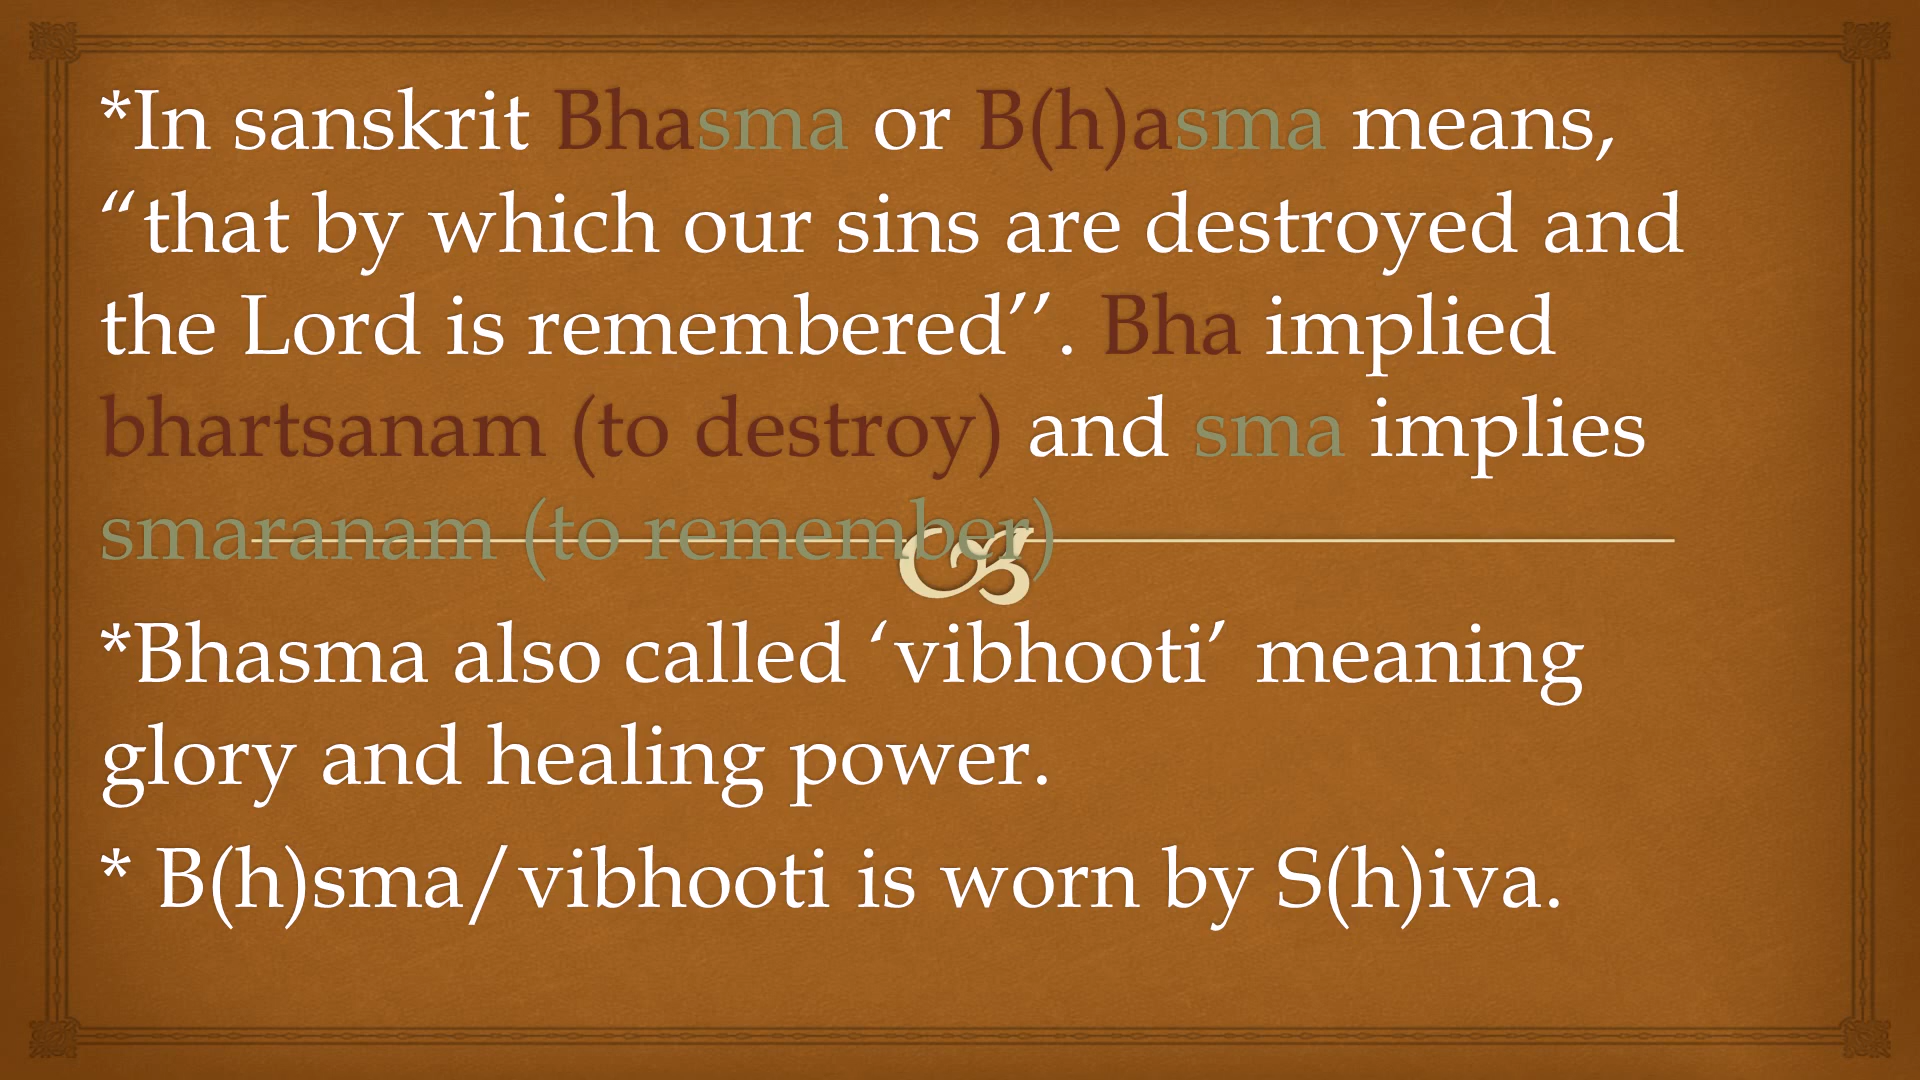 *In sanskrit Bhasma or B(h)asma means,
“that by which our sins are destroyed and
the Lord is remembered’’. Bha implied
bhartsanam (to destroy) and sma implies
smaranam (to remember)
*Bhasma also called ‘vibhooti’ meaning
glory and healing power.
* B(h)sma/vibhooti is worn by S(h)iva.